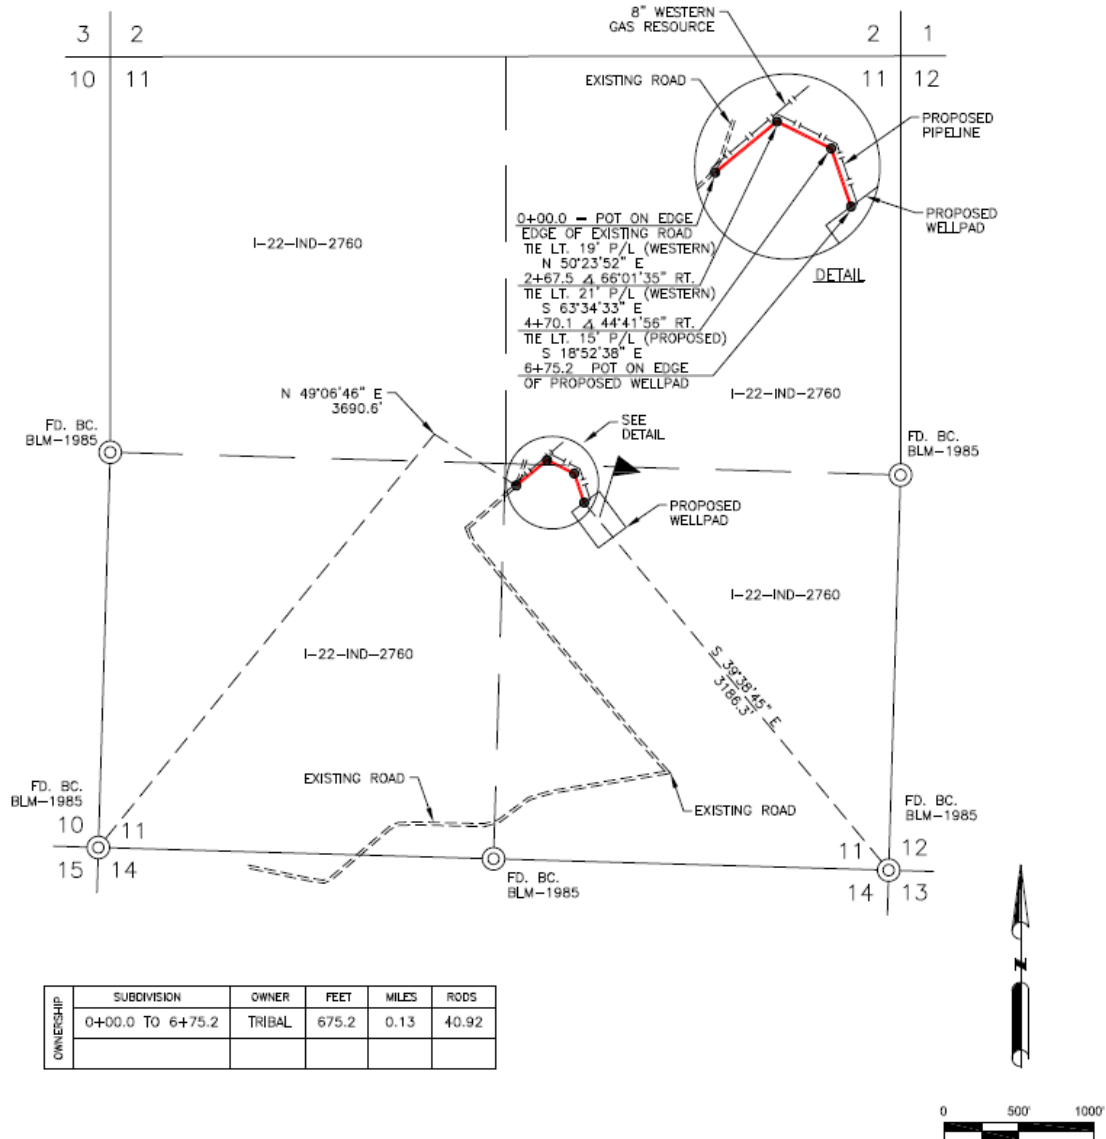 8" WESTERN
GAS RESOURCE
3 2
2 1
10 11
11 12
EXISTING ROAD
PROPOSED
PIPELINE
PROPOSED
WELLPAD
DETAIL
I-22-IND-2760
0+00.0 - POT ON EDGE
EDGE OF EXISTING ROAD
TIE LT. 19' P/L (WESTERN)
N 50°23'52" E
2+67.5 Δ 66°01'35" RT.
TIE LT. 21' P/L (WESTERN)
S 63°34'33" E
4+70.1 Δ 44°41'56" RT.
TIE LT. 15' P/L (PROPOSED)
S 18°52'38" E
6+75.2 POT ON EDGE
OF PROPOSED WELLPAD
I-22-IND-2760
N 49°06'46" E
3690.6'
FD. BC.
BLM-1985
SEE
DETAIL
FD. BC.
BLM-1985
PROPOSED
WELLPAD
I-22-IND-2760
I-22-IND-2760
S 39°38'45" E
3186.3'
EXISTING ROAD
EXISTING ROAD
FD. BC.
BLM-1985
FD. BC.
BLM-1985
10 11
15 14
11 12
14 13
FD. BC.
BLM-1985
N
OWNERSHIP
SUBDIVISION OWNER FEET MILES RODS
0+00.0 TO 6+75.2 TRIBAL 675.2 0.13 40.92
0 500' 1000'